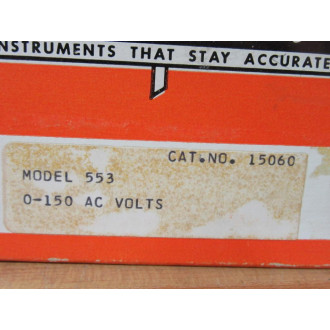 INSTRUMENTS THAT STAY ACCURATE
CAT.NO. 15060
MODEL 553
0-150 AC VOLTS